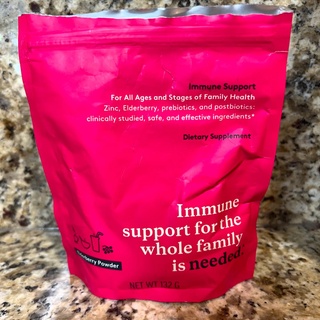 Immune Support
For All Ages and Stages of Family Health
Zinc, Elderberry, prebiotics, and postbiotics:
clinically studied, safe, and effective ingredients*
Dietary Supplement
Immune
support for the
whole family
is needed.
Powder
NET WT 132 G